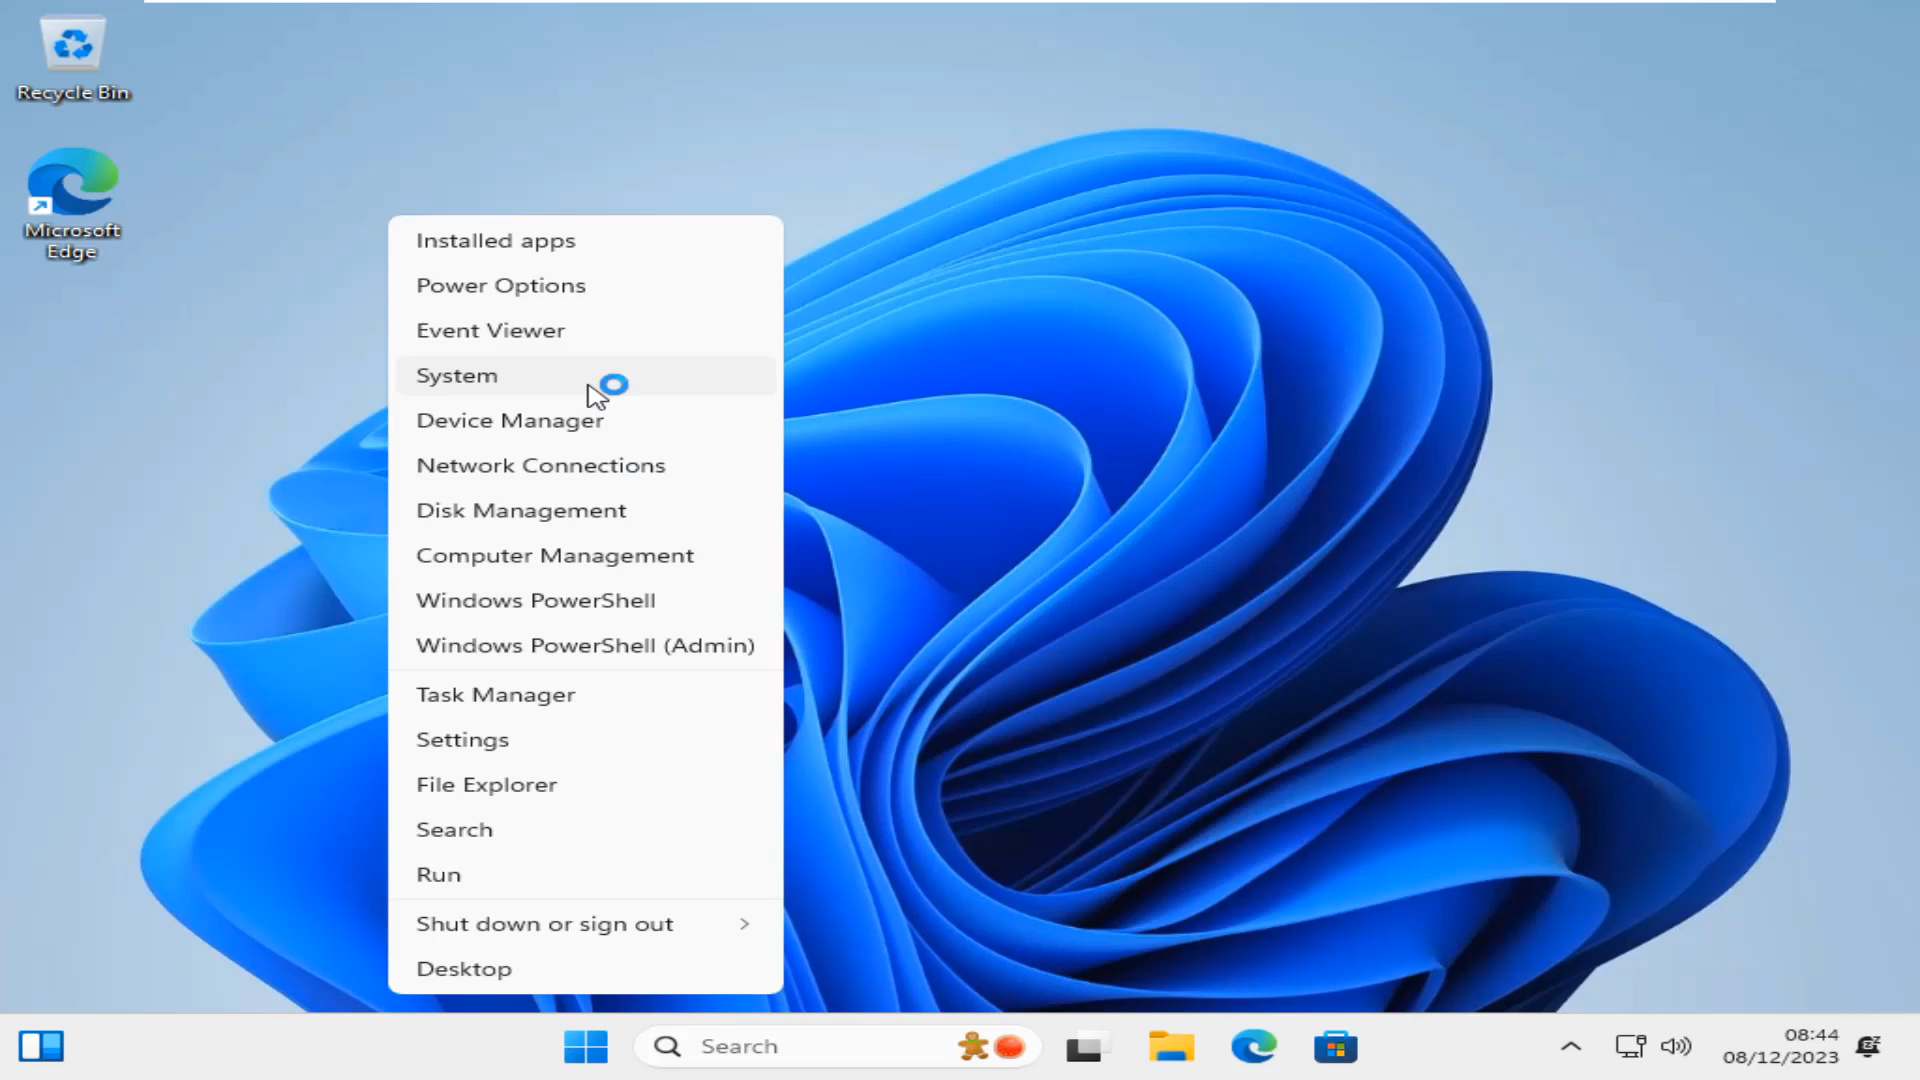 Recycle Bin
Microsoft
Edge
Installed apps
Power Options
Event Viewer
System
Device Manager
Network Connections
Disk Management
Computer Management
Windows PowerShell
Windows PowerShell (Admin)
Task Manager
Settings
File Explorer
Search
Run
Shut down or sign out
Desktop
Search
08:44
08/12/2023